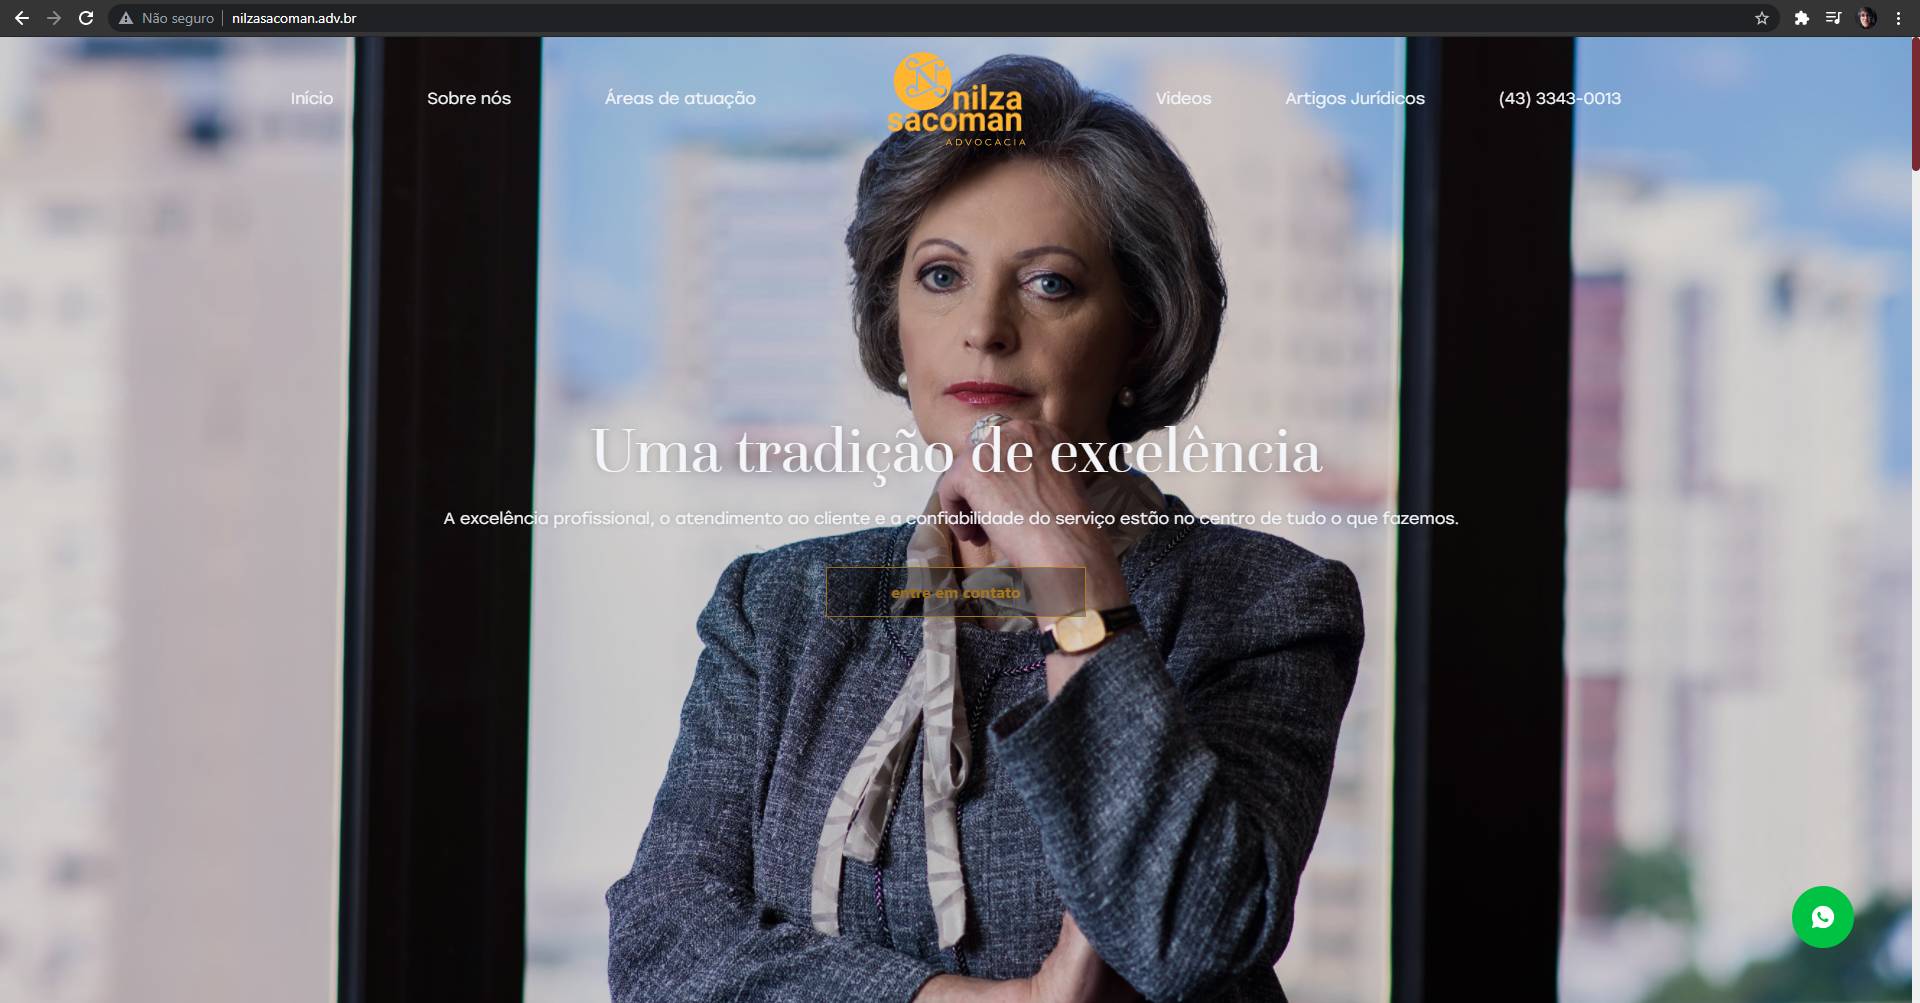 Não seguro
nilzasacoman.adv.br
Início
Sobre nós
Áreas de atuação
N
nilza
sacoman
ADVOCACIA
Videos
Artigos Jurídicos
(43) 3343-0013
Uma tradição de excelência
A excelência profissional, o atendimento ao cliente e a confiabilidade do serviço estão no centro de tudo o que fazemos.
entre em contato